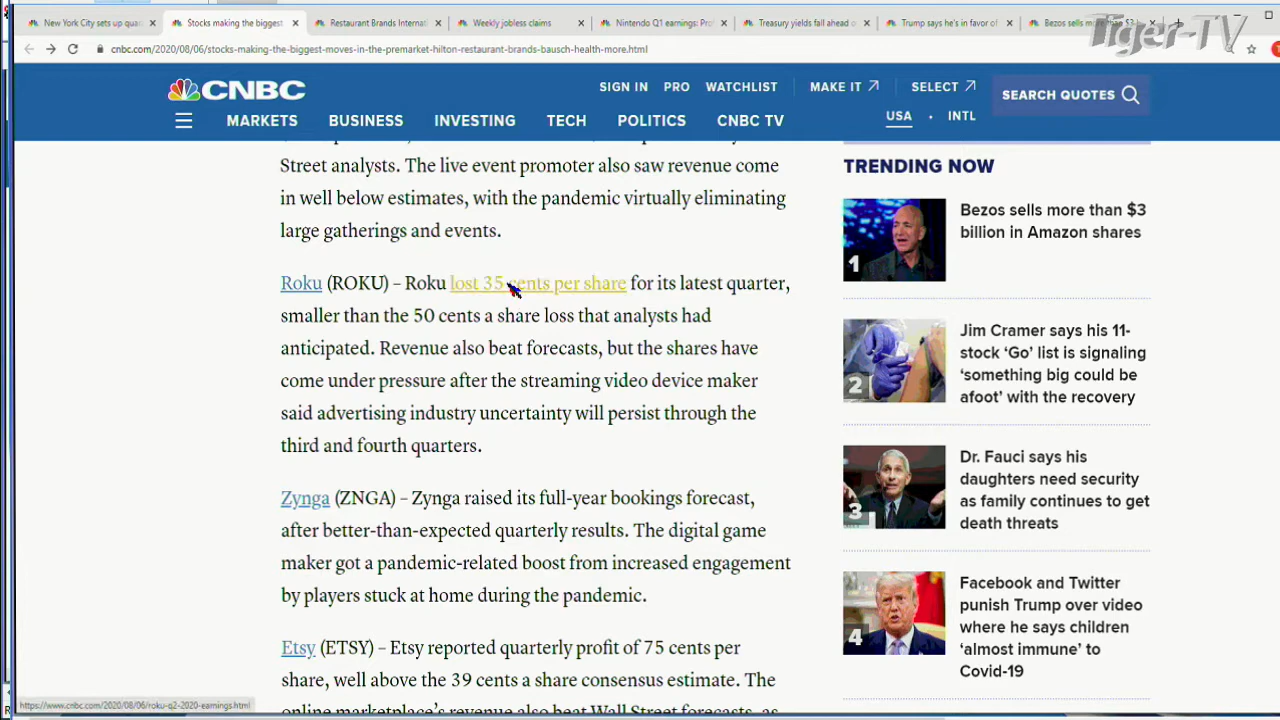 New York City sets up qua
Stocks making the biggest
Restaurant Brands Internati
Weekly jobless claims
Nintendo Q1 earnings: Pro
Treasury yields fall ahead o
Trump says he's in favor of
Bezos sells more than $3
Tiger-TV
cnbc.com/2020/08/06/stocks-making-the-biggest-moves-in-the-premarket-hilton-restaurant-brands-bausch-health-more.html
CNBC
SIGN IN PRO WATCHLIST MAKE IT SELECT
SEARCH QUOTES
MARKETS BUSINESS INVESTING TECH POLITICS CNBC TV
USA • INTL
Street analysts. The live event promoter also saw revenue come
in well below estimates, with the pandemic virtually eliminating
large gatherings and events.
Roku (ROKU) – Roku lost 35 cents per share for its latest quarter,
smaller than the 50 cents a share loss that analysts had
anticipated. Revenue also beat forecasts, but the shares have
come under pressure after the streaming video device maker
said advertising industry uncertainty will persist through the
third and fourth quarters.
Zynga (ZNGA) – Zynga raised its full-year bookings forecast,
after better-than-expected quarterly results. The digital game
maker got a pandemic-related boost from increased engagement
by players stuck at home during the pandemic.
Etsy (ETSY) – Etsy reported quarterly profit of 75 cents per
share, well above the 39 cents a share consensus estimate. The
online marketplace's revenue also beat Wall Street forecasts, as
TRENDING NOW
1
Bezos sells more than $3
billion in Amazon shares
2
Jim Cramer says his 11-
stock ‘Go’ list is signaling
‘something big could be
afoot’ with the recovery
3
Dr. Fauci says his
daughters need security
as family continues to get
death threats
4
Facebook and Twitter
punish Trump over video
where he says children
‘almost immune’ to
Covid-19
https://www.cnbc.com/2020/08/06/roku-q2-2020-earnings.html